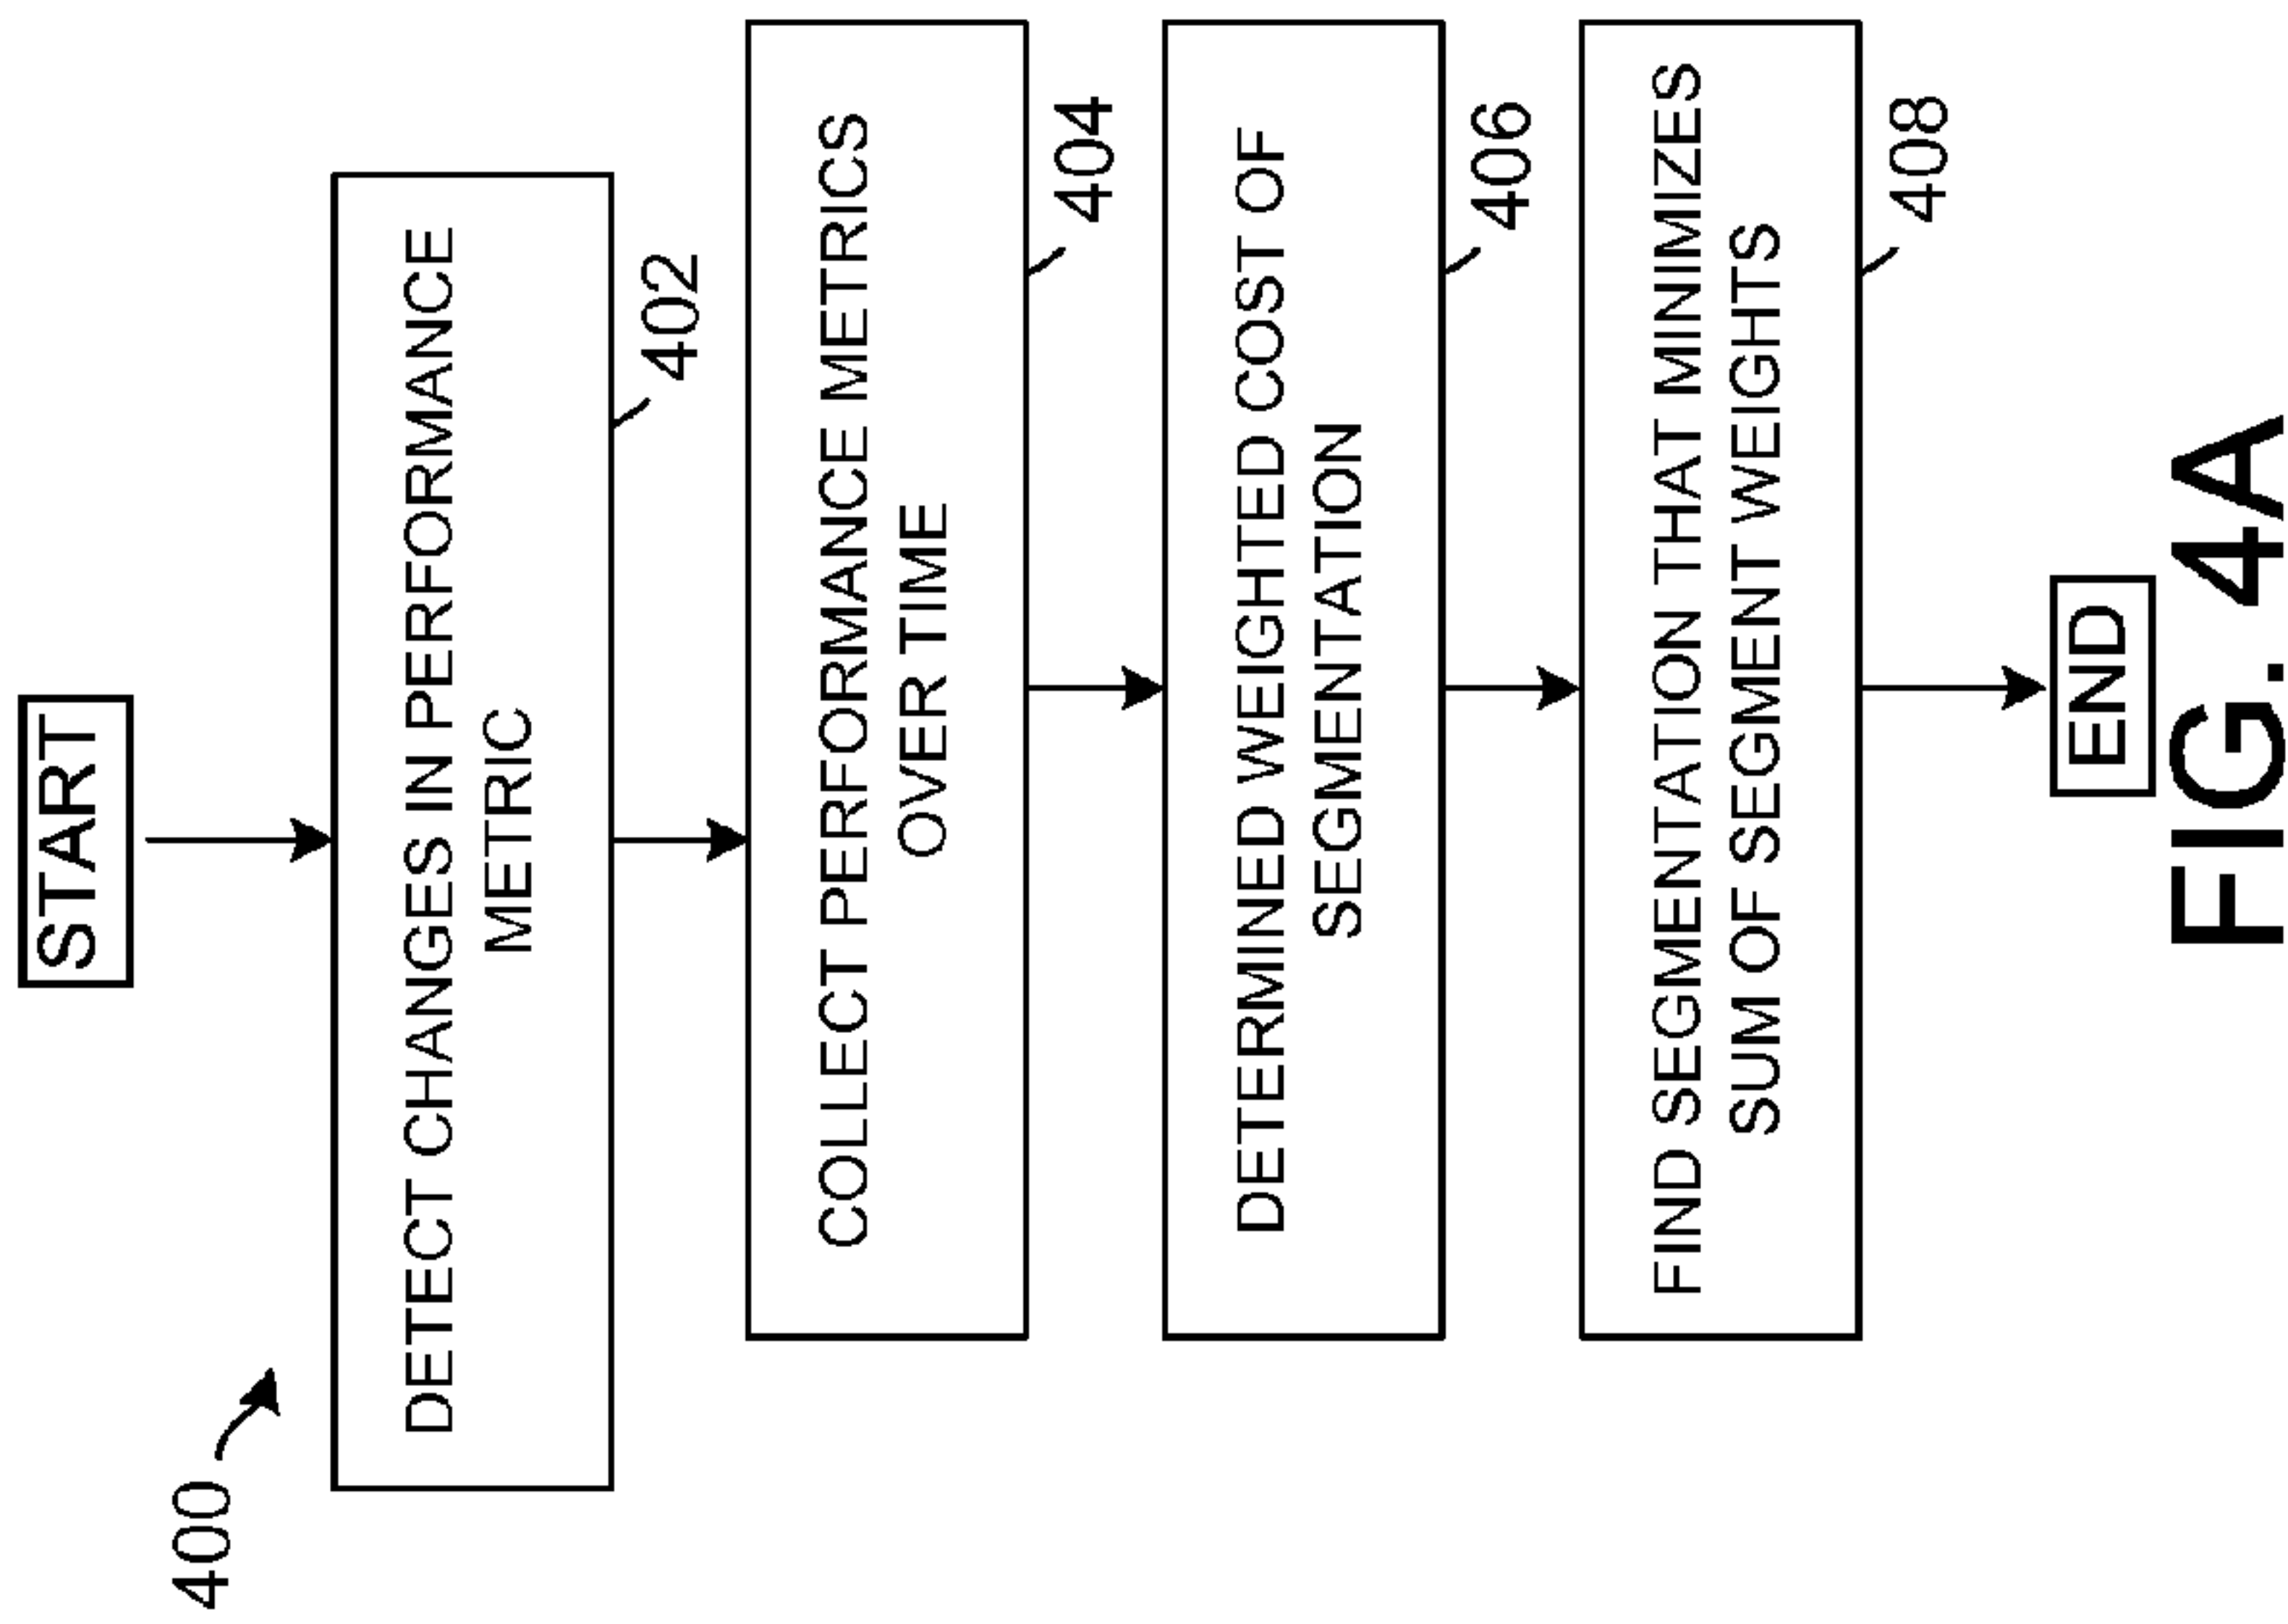 400
START
DETECT CHANGES IN PERFORMANCE
METRIC
402
COLLECT PERFORMANCE METRICS
OVER TIME
404
DETERMINED WEIGHTED COST OF
SEGMENTATION
406
FIND SEGMENTATION THAT MINIMIZES
SUM OF SEGMENT WEIGHTS
408
END
FIG. 4A